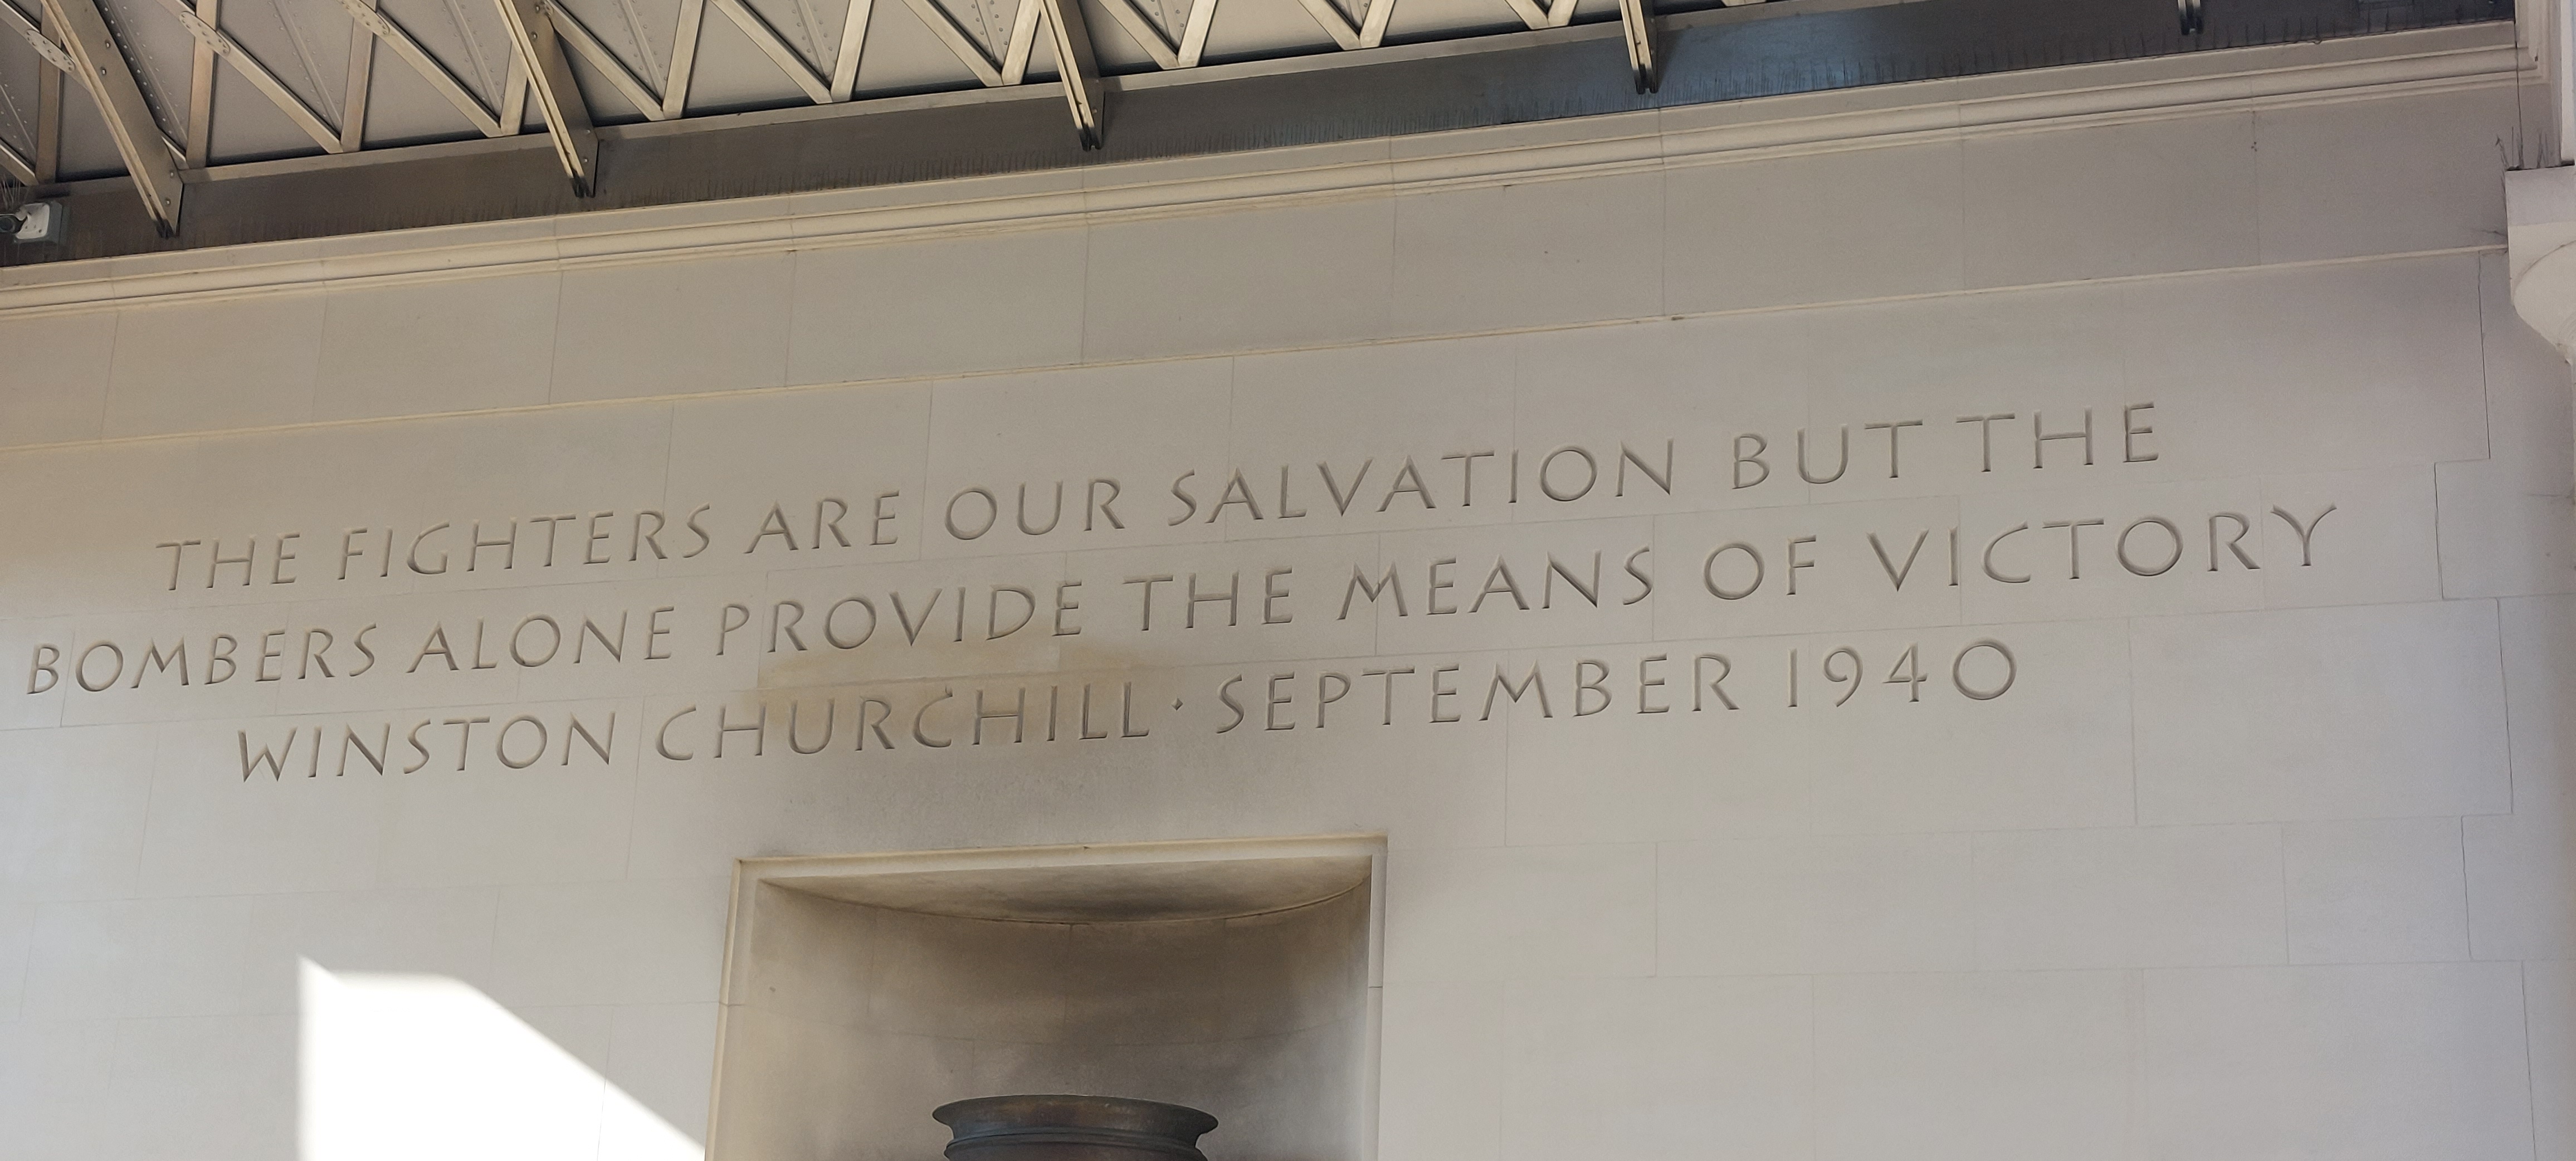 THE FIGHTERS ARE OUR SALVATION BUT THE
BOMBERS ALONE PROVIDE THE MEANS OF VICTORY
WINSTON CHURCHILL · SEPTEMBER 1940